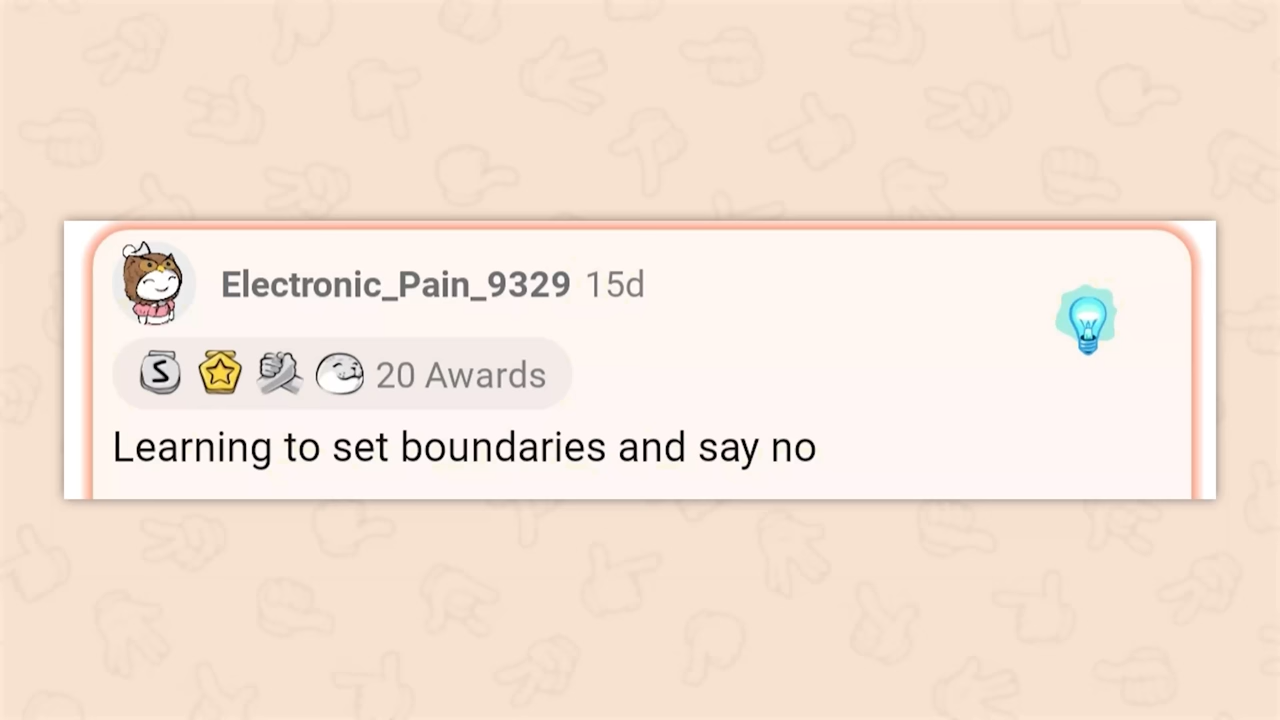 Electronic_Pain_9329 15d
S 20 Awards
Learning to set boundaries and say no